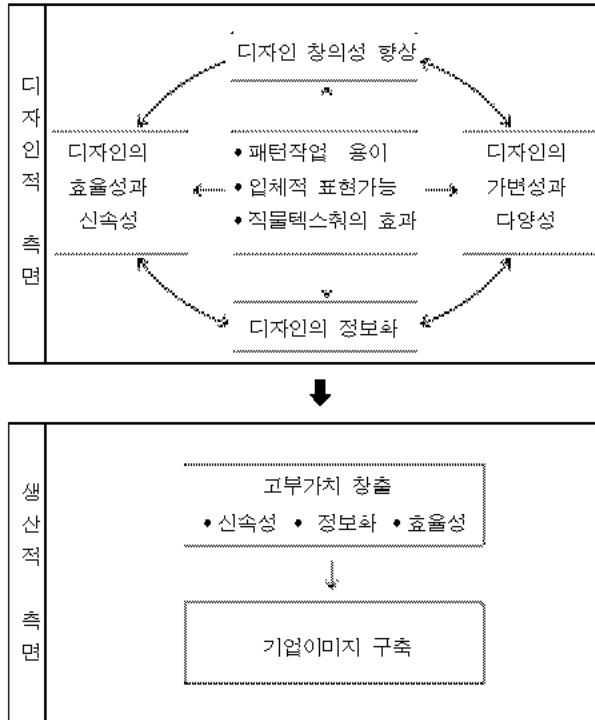 디자인적 측면
디자인 창의성 향상
디자인의
효율성과
신속성
• 패턴작업 용이
• 입체적 표현가능
• 직물텍스춰의 효과
디자인의
가변성과
다양성
디자인의 정보화
생산적 측면
고부가치 창출
• 신속성 • 정보화 • 효율성
기업이미지 구축